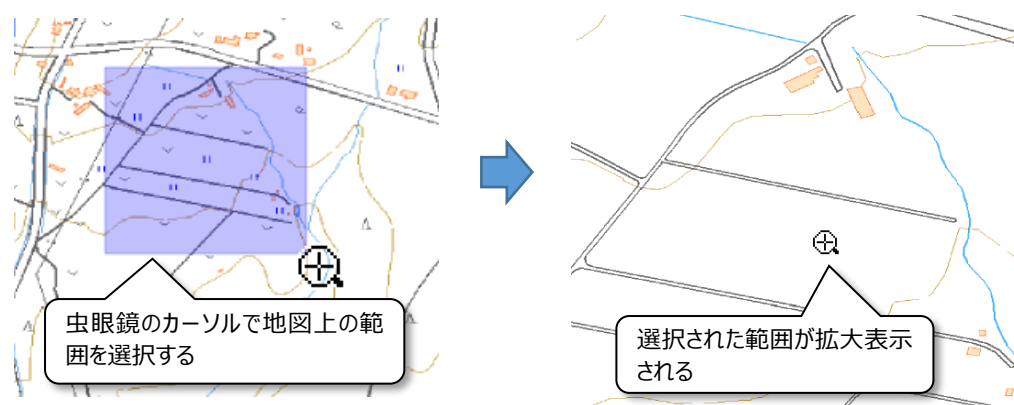 虫眼鏡のカーソルで地図上の範
囲を選択する
選択された範囲が拡大表示
される